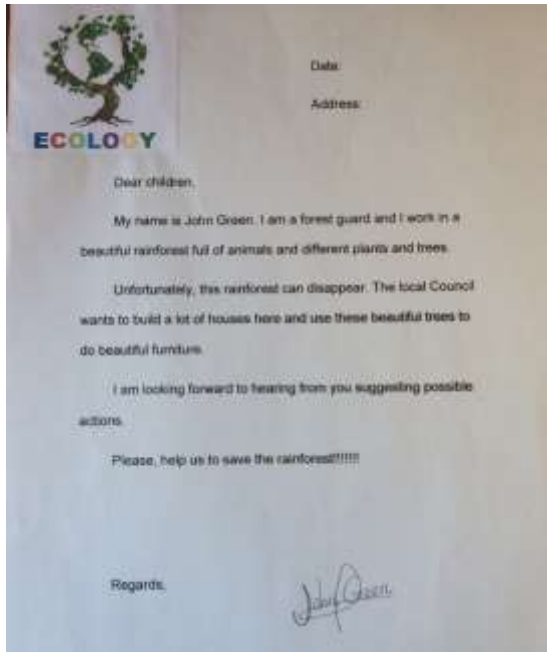 Date:
Address:
ECOLOGY
Dear children,
My name is John Green. I am a forest guard and I work in a
beautiful rainforest full of animals and different plants and trees.
Unfortunately, this rainforest can disappear. The local Council
wants to build a lot of houses here and use these beautiful trees to
do beautiful furniture.
I am looking forward to hearing from you suggesting possible
actions.
Please, help us to save the rainforest!!!!!!!
Regards,
John Green